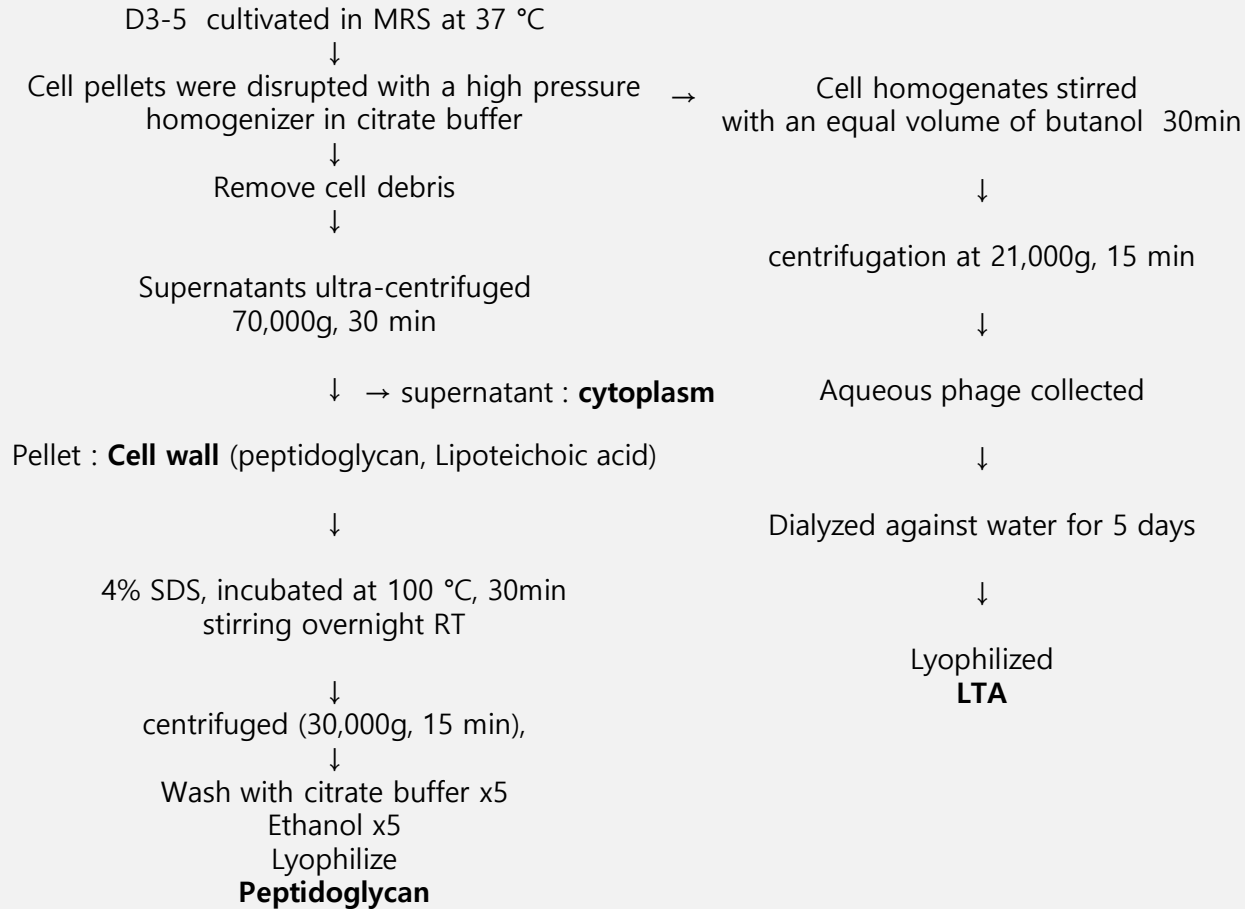 D3-5 cultivated in MRS at 37 °C
↓
Cell pellets were disrupted with a high pressure
homogenizer in citrate buffer
↓
Remove cell debris
↓
Supernatants ultra-centrifuged
70,000g, 30 min
↓ → supernatant : cytoplasm
Pellet : Cell wall (peptidoglycan, Lipoteichoic acid)
↓
4% SDS, incubated at 100 °C, 30min
stirring overnight RT
↓
centrifuged (30,000g, 15 min),
↓
Wash with citrate buffer x5
Ethanol x5
Lyophilize
Peptidoglycan
→
Cell homogenates stirred
with an equal volume of butanol 30min
↓
centrifugation at 21,000g, 15 min
↓
Aqueous phage collected
↓
Dialyzed against water for 5 days
↓
Lyophilized
LTA